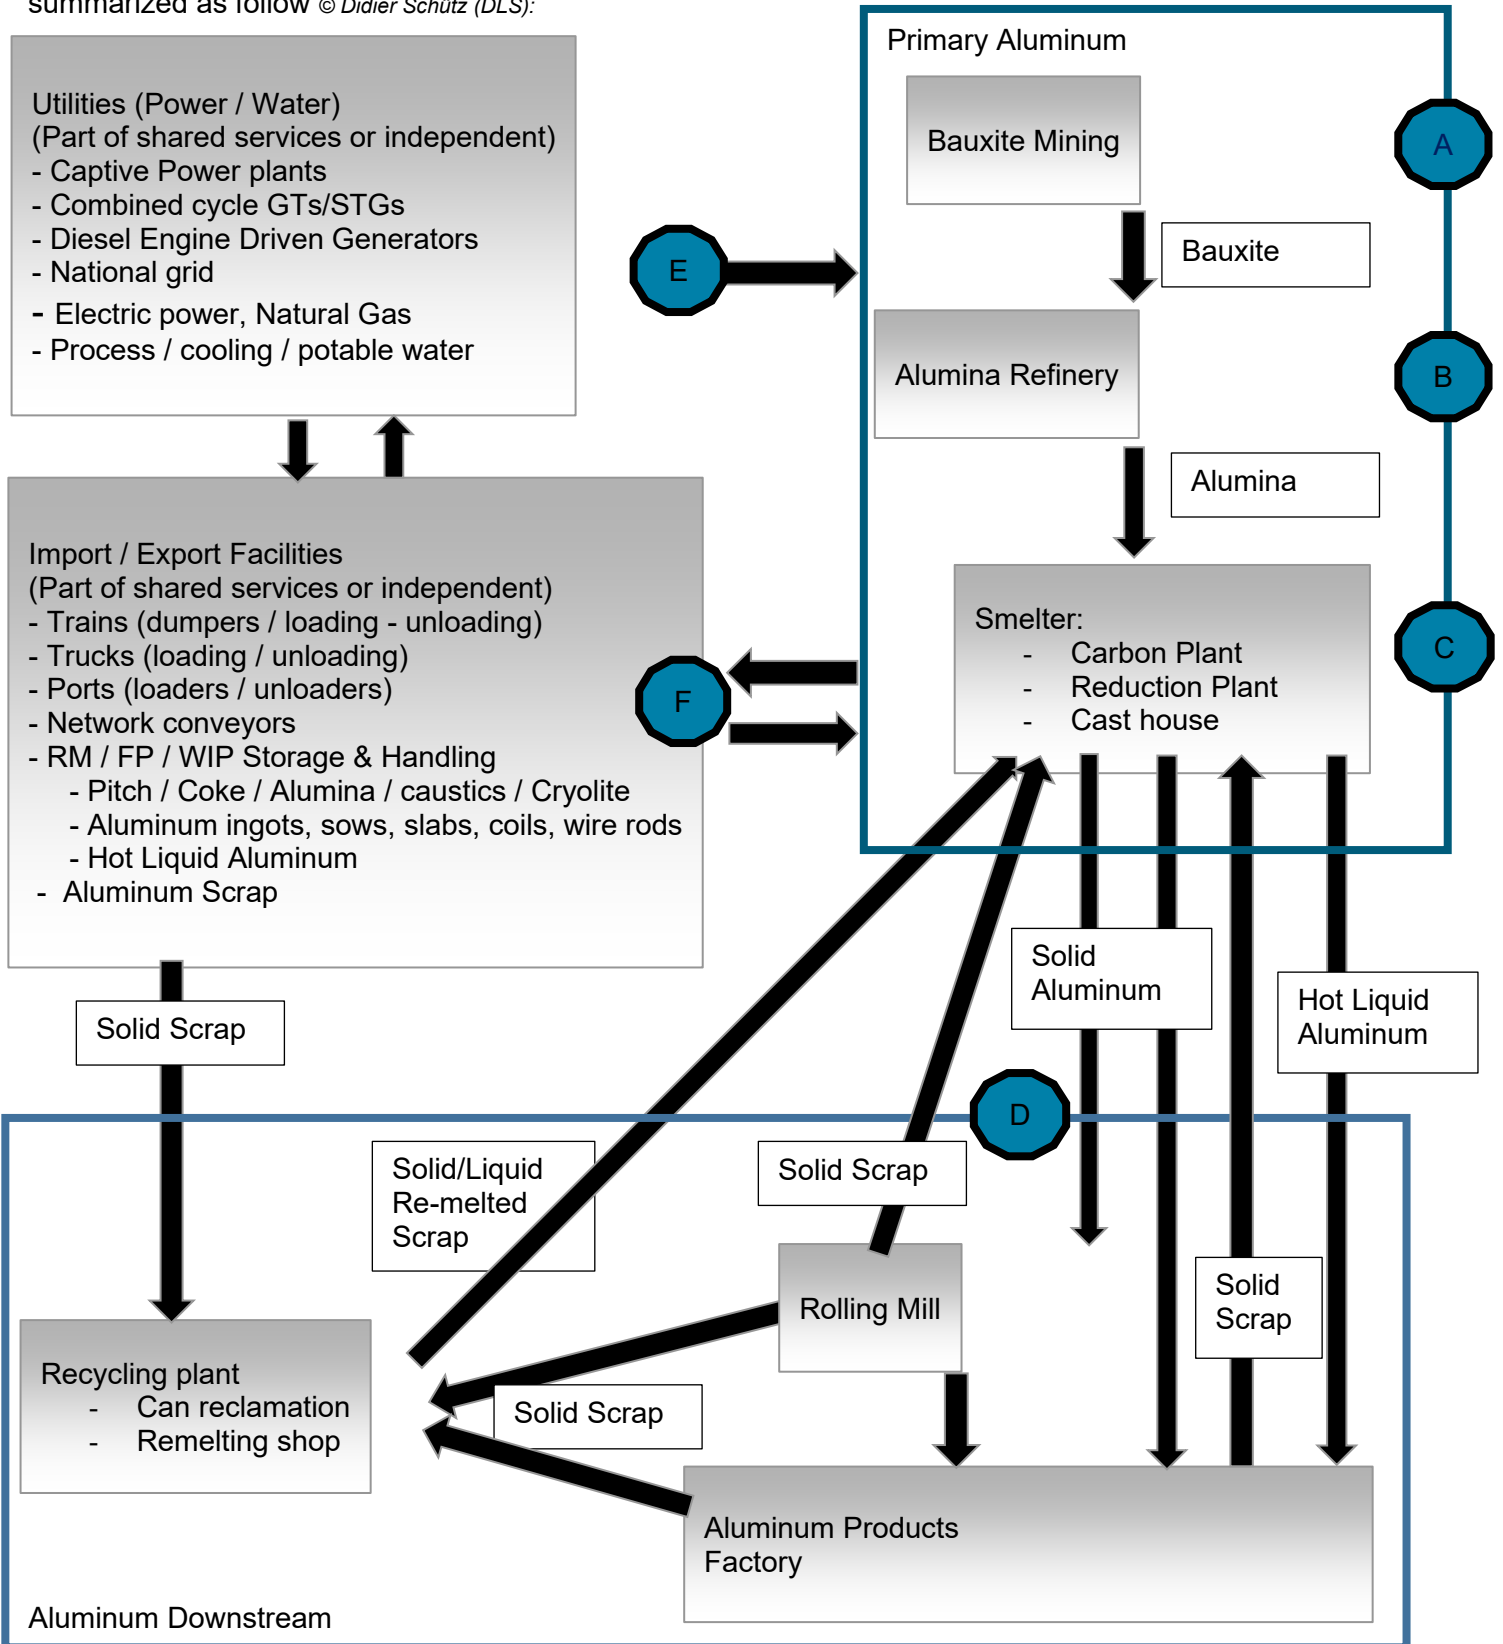 summarized as follow © Didier Schütz (DLS):
Utilities (Power / Water)
(Part of shared services or independent)
- Captive Power plants
- Combined cycle GTs/STGs
- Diesel Engine Driven Generators
- National grid
- Electric power, Natural Gas
- Process / cooling / potable water
Primary Aluminum
Bauxite Mining
A
Bauxite
E
Alumina Refinery
B
Alumina
Import / Export Facilities
(Part of shared services or independent)
- Trains (dumpers / loading - unloading)
- Trucks (loading / unloading)
- Ports (loaders / unloaders)
- Network conveyors
- RM / FP / WIP Storage & Handling
- Pitch / Coke / Alumina / caustics / Cryolite
- Aluminum ingots, sows, slabs, coils, wire rods
- Hot Liquid Aluminum
- Aluminum Scrap
F
Smelter:
- Carbon Plant
- Reduction Plant
- Cast house
C
Solid
Aluminum
Hot Liquid
Aluminum
Solid Scrap
D
Solid/Liquid
Re-melted
Scrap
Solid Scrap
Rolling Mill
Solid
Scrap
Recycling plant
- Can reclamation
- Remelting shop
Solid Scrap
Aluminum Products
Factory
Aluminum Downstream